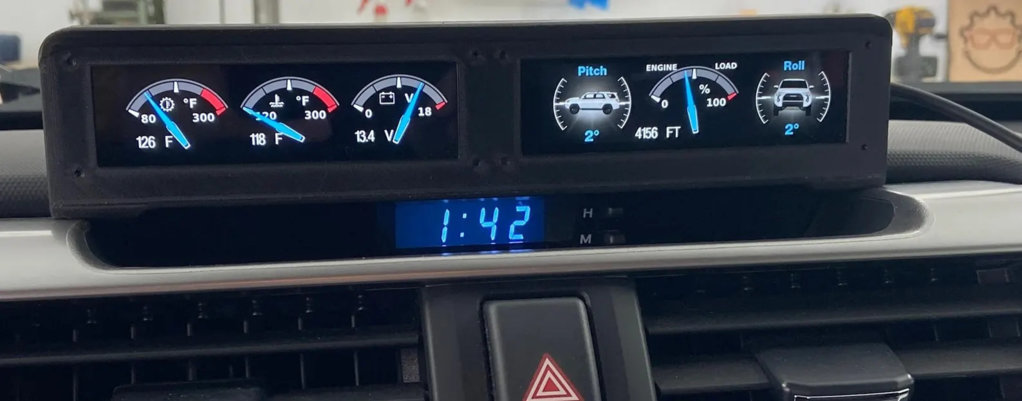 °F
80 300
126 F
°F
120 300
118 F
V
0 18
13.4 V
Pitch
2°
ENGINE LOAD
%
0 100
4156 FT
Roll
2°
1:42
H
M